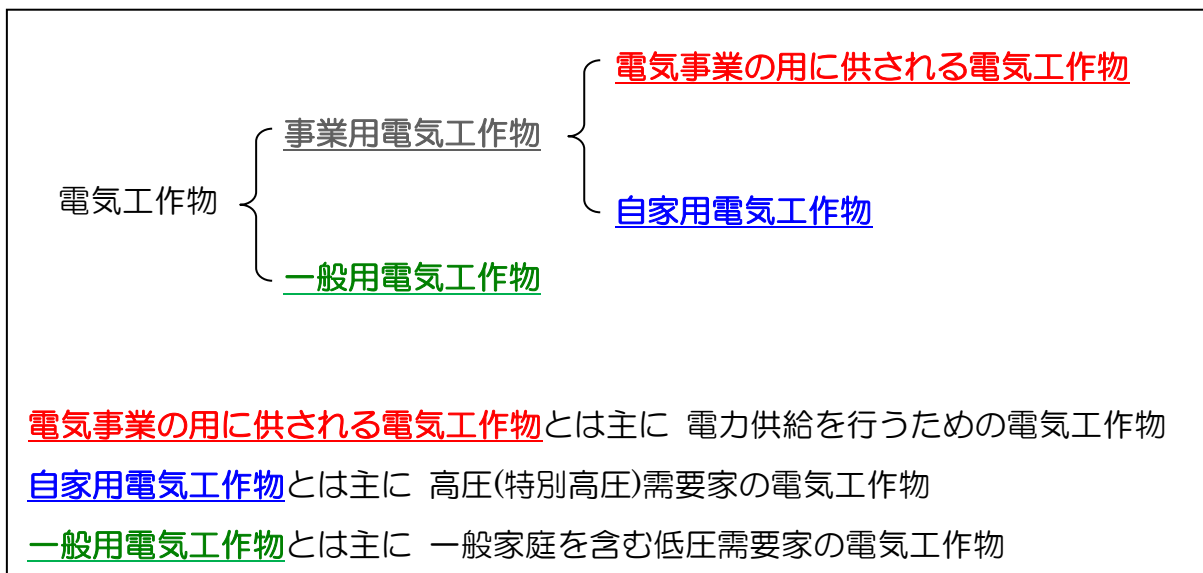 電気事業の用に供される電気工作物
事業用電気工作物
電気工作物
自家用電気工作物
一般用電気工作物
電気事業の用に供される電気工作物とは主に 電力供給を行うための電気工作物
自家用電気工作物とは主に 高圧(特別高圧)需要家の電気工作物
一般用電気工作物とは主に 一般家庭を含む低圧需要家の電気工作物